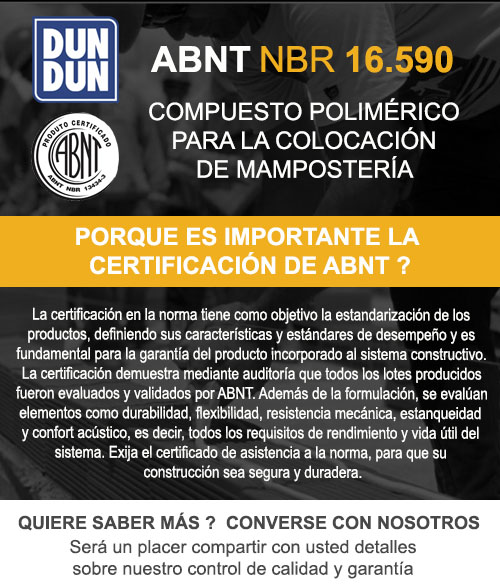 DUN
DUN
ABNT NBR 16.590
PRODUTO CERTIFICADO
ABNT
ABNT NBR 13434-3
COMPUESTO POLIMÉRICO
PARA LA COLOCACIÓN
DE MAMPOSTERÍA
PORQUE ES IMPORTANTE LA
CERTIFICACIÓN DE ABNT ?
La certificación en la norma tiene como objetivo la estandarización de los
productos, definiendo sus características y estándares de desempeño y es
fundamental para la garantía del producto incorporado al sistema constructivo.
La certificación demuestra mediante auditoría que todos los lotes producidos
fueron evaluados y validados por ABNT. Además de la formulación, se evalúan
elementos como durabilidad, flexibilidad, resistencia mecánica, estanqueidad
y confort acústico, es decir, todos los requisitos de rendimiento y vida útil del
sistema. Exija el certificado de asistencia a la norma, para que su
construcción sea segura y duradera.
QUIERE SABER MÁS ? CONVERSE CON NOSOTROS
Será un placer compartir con usted detalles
sobre nuestro control de calidad y garantía